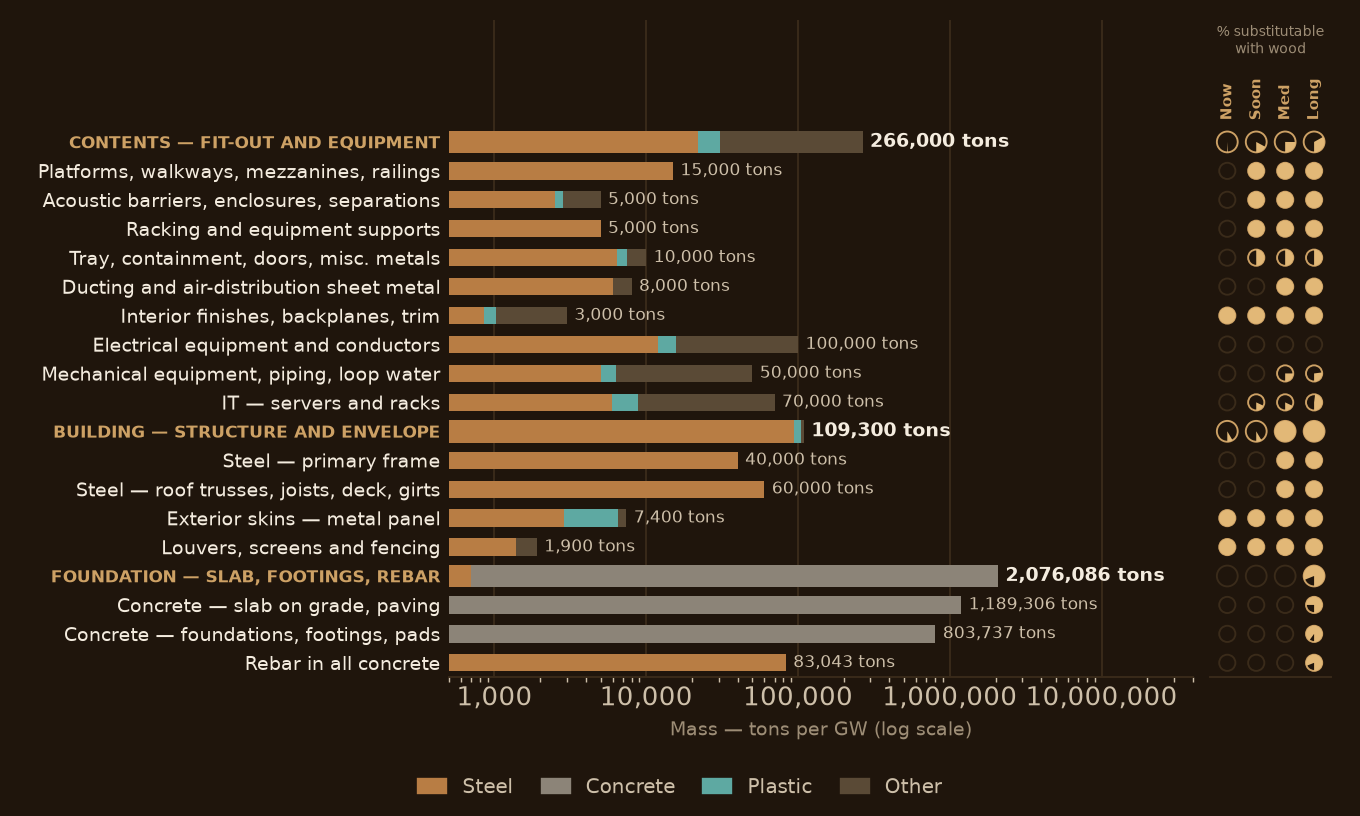 % substitutable
with wood
Now Soon Med Long
CONTENTS — FIT-OUT AND EQUIPMENT 266,000 tons
Platforms, walkways, mezzanines, railings 15,000 tons
Acoustic barriers, enclosures, separations 5,000 tons
Racking and equipment supports 5,000 tons
Tray, containment, doors, misc. metals 10,000 tons
Ducting and air-distribution sheet metal 8,000 tons
Interior finishes, backplanes, trim 3,000 tons
Electrical equipment and conductors 100,000 tons
Mechanical equipment, piping, loop water 50,000 tons
IT — servers and racks 70,000 tons
BUILDING — STRUCTURE AND ENVELOPE 109,300 tons
Steel — primary frame 40,000 tons
Steel — roof trusses, joists, deck, girts 60,000 tons
Exterior skins — metal panel 7,400 tons
Louvers, screens and fencing 1,900 tons
FOUNDATION — SLAB, FOOTINGS, REBAR 2,076,086 tons
Concrete — slab on grade, paving 1,189,306 tons
Concrete — foundations, footings, pads 803,737 tons
Rebar in all concrete 83,043 tons
1,000 10,000 100,000 1,000,000 10,000,000
Mass — tons per GW (log scale)
Steel Concrete Plastic Other